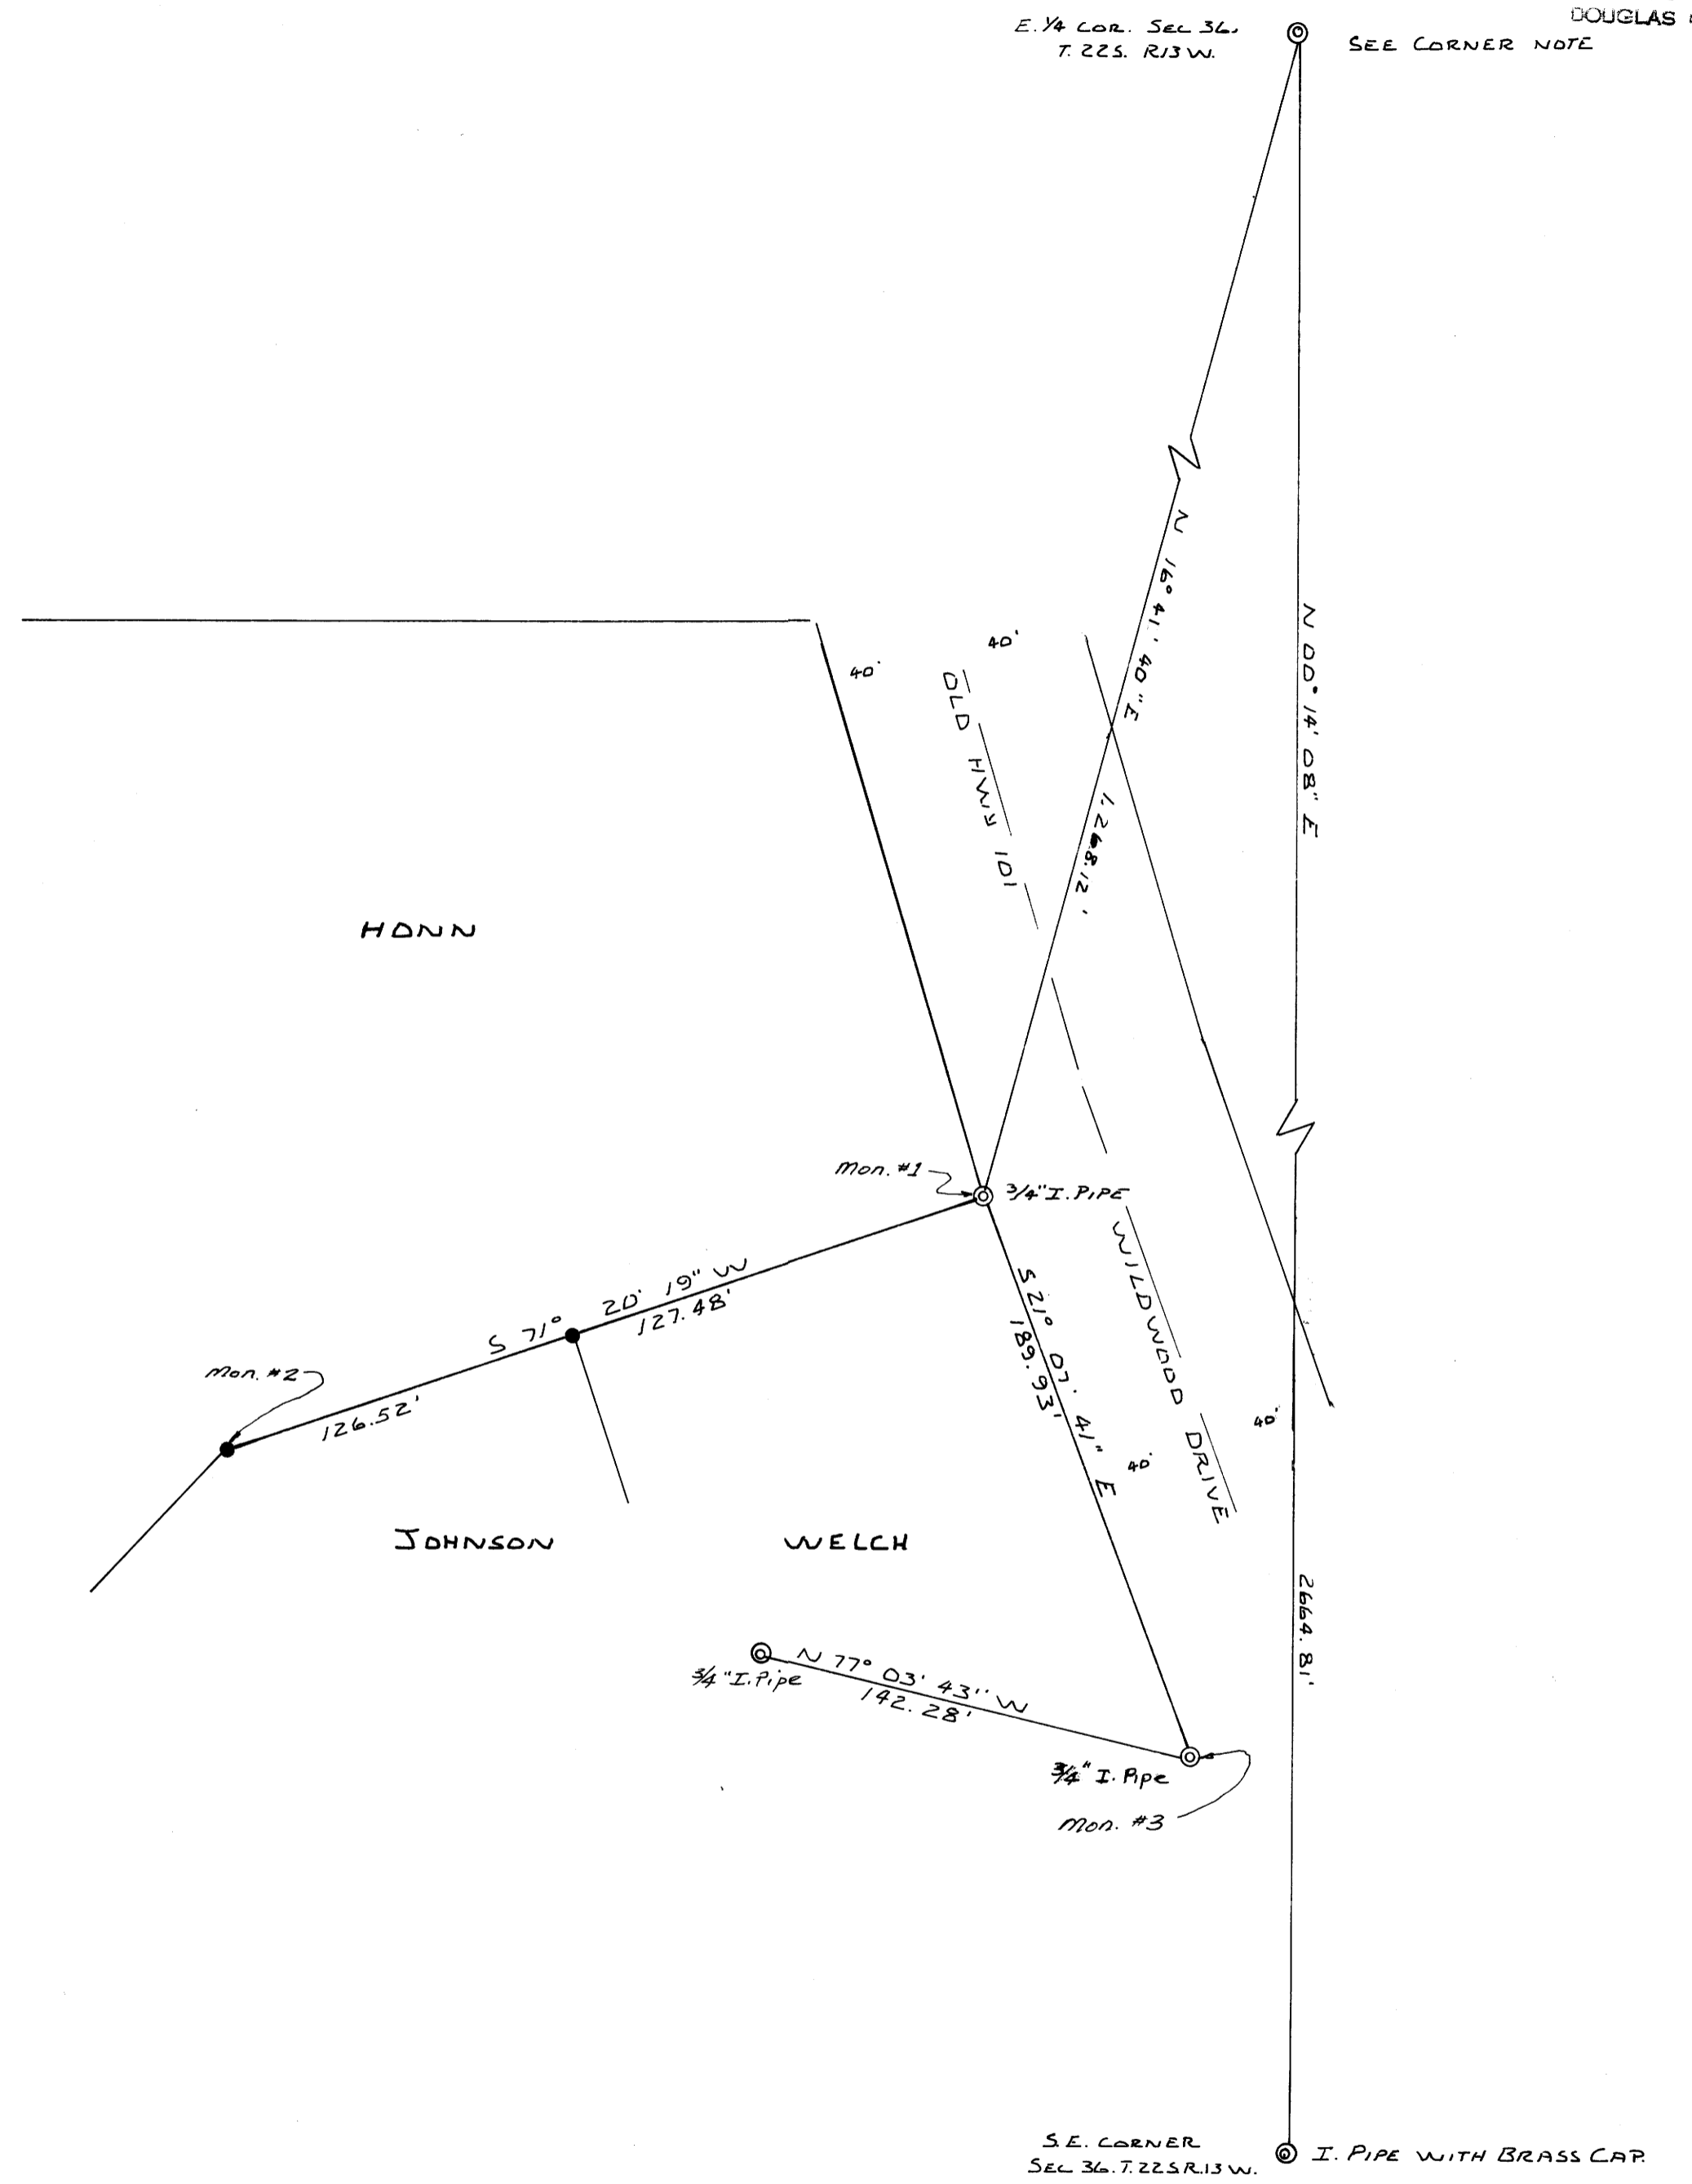 DOUGLAS
E. 1/4 COR. SEC 36,
T. 22S. R13 W.
SEE CORNER NOTE
N 16° 41' 40" E
1,268.12'
N 00° 14' 08" E
40'
40'
OLD HWY 101
HONN
Mon. #1
3/4" I. PIPE
WILDWOOD DRIVE
S 71° 20' 19" W
127.48'
126.52'
Mon. #2
S 21° 07' 41" E
189.93'
40'
40'
JOHNSON
WELCH
2664.81'
3/4" I. Pipe
N 77° 03' 43" W
142.28'
3/4" I. Pipe
Mon. #3
S.E. CORNER
SEC 36. T. 22 S R. 13 W.
I. PIPE WITH BRASS CAP.